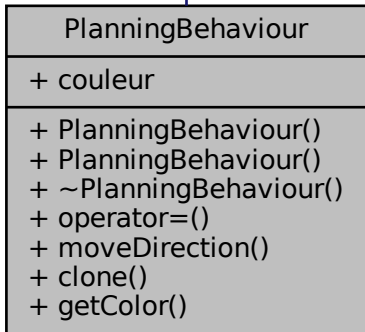 PlanningBehaviour
+ couleur
+ PlanningBehaviour()
+ PlanningBehaviour()
+ ~PlanningBehaviour()
+ operator=()
+ moveDirection()
+ clone()
+ getColor()